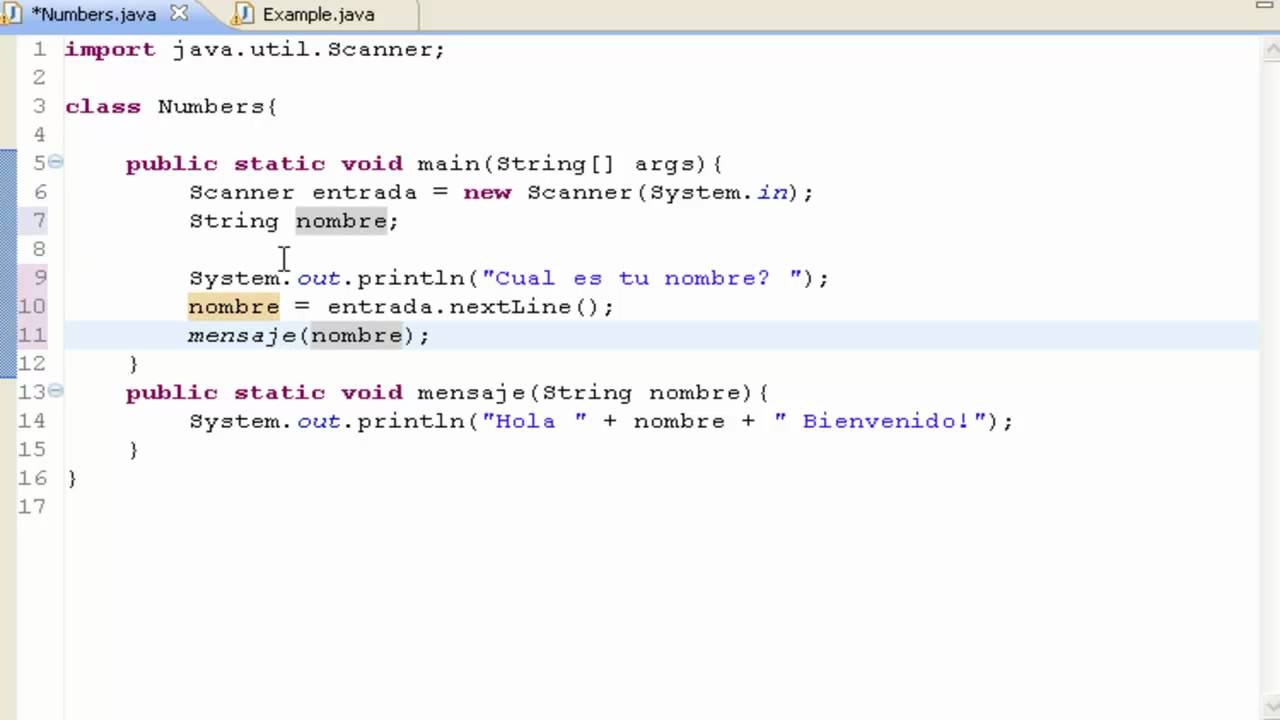 *Numbers.java Example.java
1 import java.util.Scanner;
2
3 class Numbers{
4
5 public static void main(String[] args){
6 Scanner entrada = new Scanner(System.in);
7 String nombre;
8
9 System.out.println("Cual es tu nombre? ");
10 nombre = entrada.nextLine();
11 mensaje(nombre);
12 }
13 public static void mensaje(String nombre){
14 System.out.println("Hola " + nombre + " Bienvenido!");
15 }
16 }
17